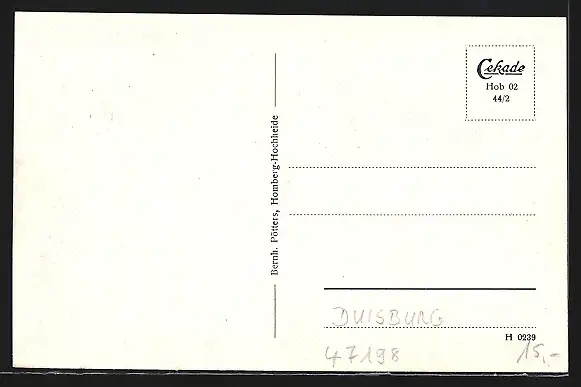 Cekade
Hob 02
44/2
Bernh. Pötters, Homberg-Hochheide
DUISBURG
H 0239
47198
15,-